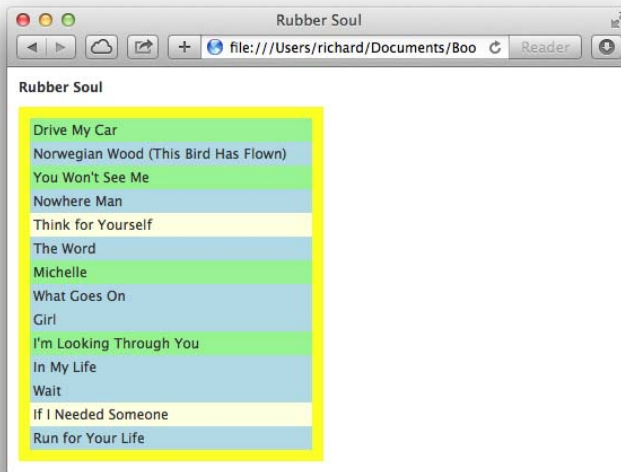 Rubber Soul
file:///Users/richard/Documents/Boo
Reader
Rubber Soul
Drive My Car
Norwegian Wood (This Bird Has Flown)
You Won't See Me
Nowhere Man
Think for Yourself
The Word
Michelle
What Goes On
Girl
I'm Looking Through You
In My Life
Wait
If I Needed Someone
Run for Your Life